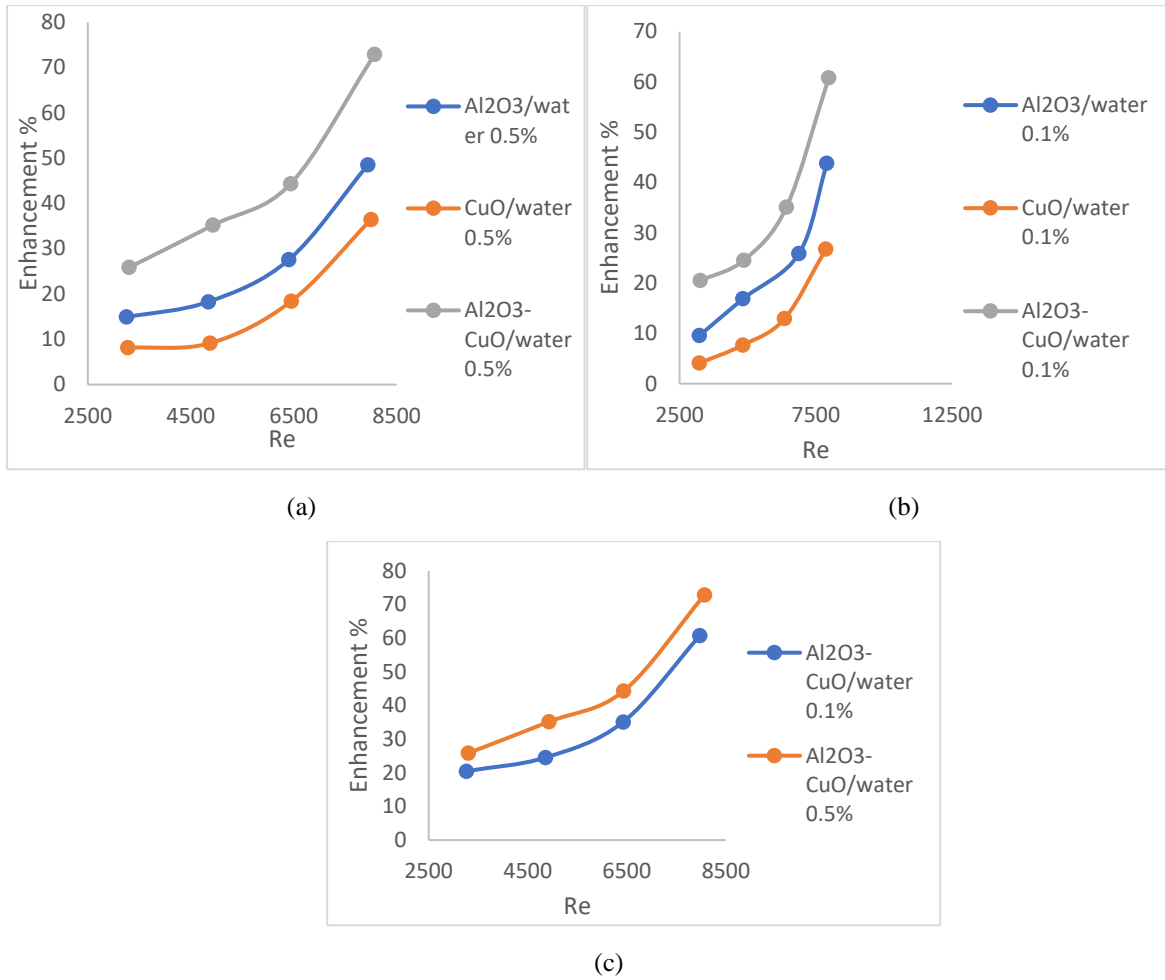 80
70
60
50
40
30
20
10
0
Enhancement %
2500 4500 6500 8500
Re
Al2O3/wat
er 0.5%
CuO/water
0.5%
Al2O3-
CuO/water
0.5%
(a)
70
60
50
40
30
20
10
0
Enhancement %
2500 7500 12500
Re
Al2O3/water
0.1%
CuO/water
0.1%
Al2O3-
CuO/water
0.1%
(b)
80
70
60
50
40
30
20
10
0
Enhancement %
2500 4500 6500 8500
Re
Al2O3-
CuO/water
0.1%
Al2O3-
CuO/water
0.5%
(c)